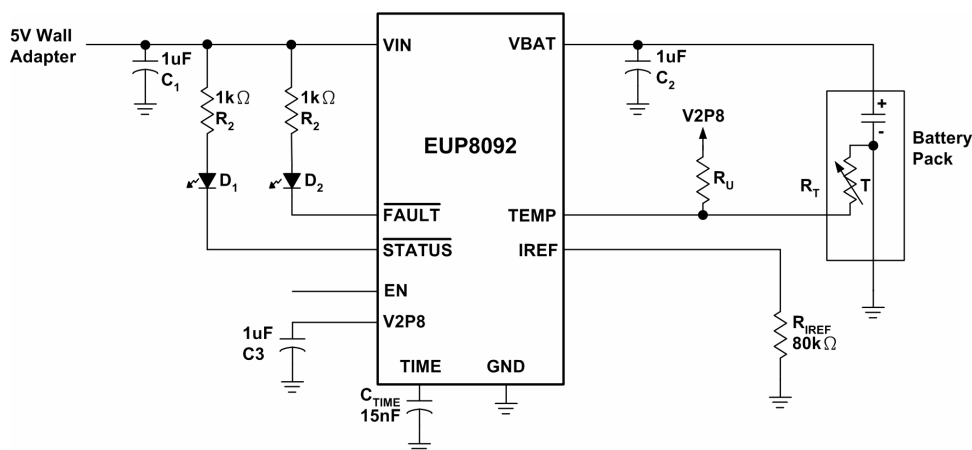 5V Wall
Adapter
1uF
C1
1kΩ
R2
1kΩ
R2
D1
D2
VIN
VBAT
EUP8092
FAULT
STATUS
EN
V2P8
TEMP
IREF
TIME
GND
1uF
C2
V2P8
RU
RT
T
+
-
Battery
Pack
RIREF
80kΩ
1uF
C3
CTIME
15nF